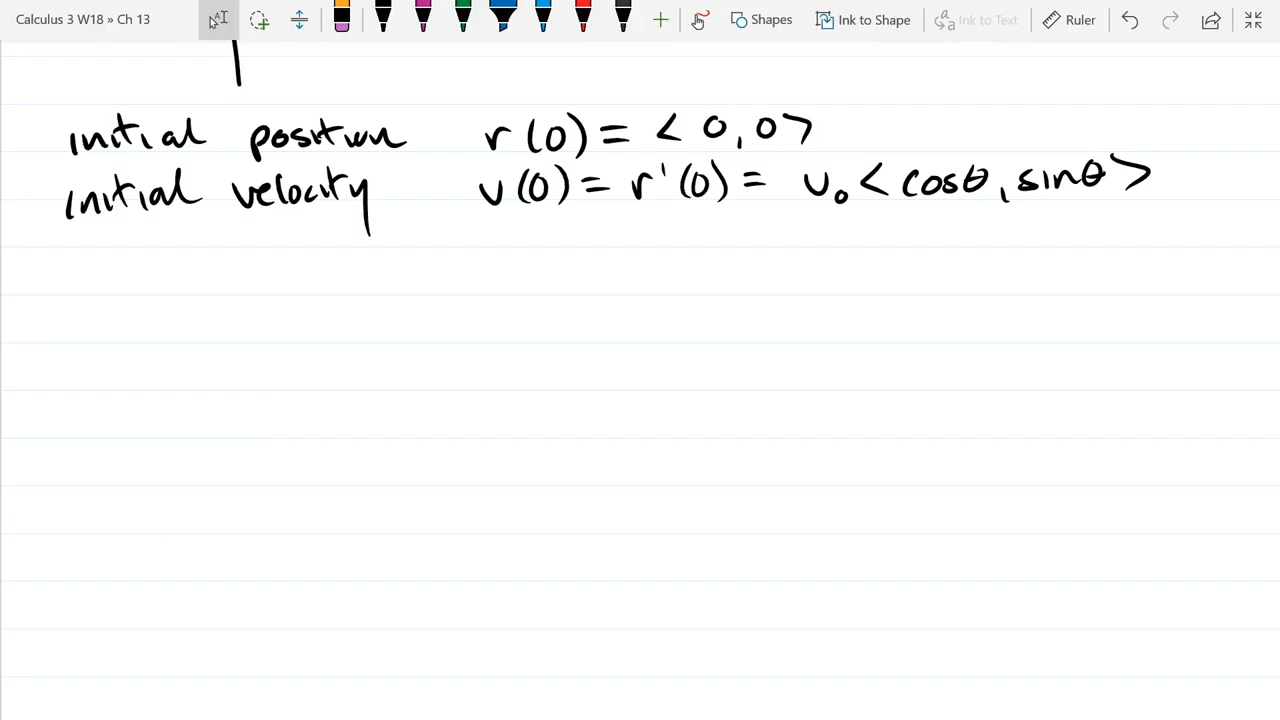 Calculus 3 W18 » Ch 13 Shapes Ink to Shape Ink to Text Ruler
initial position r(0) = < 0, 0 >
initial velocity v(0) = r'(0) = v₀ < cosθ, sinθ >